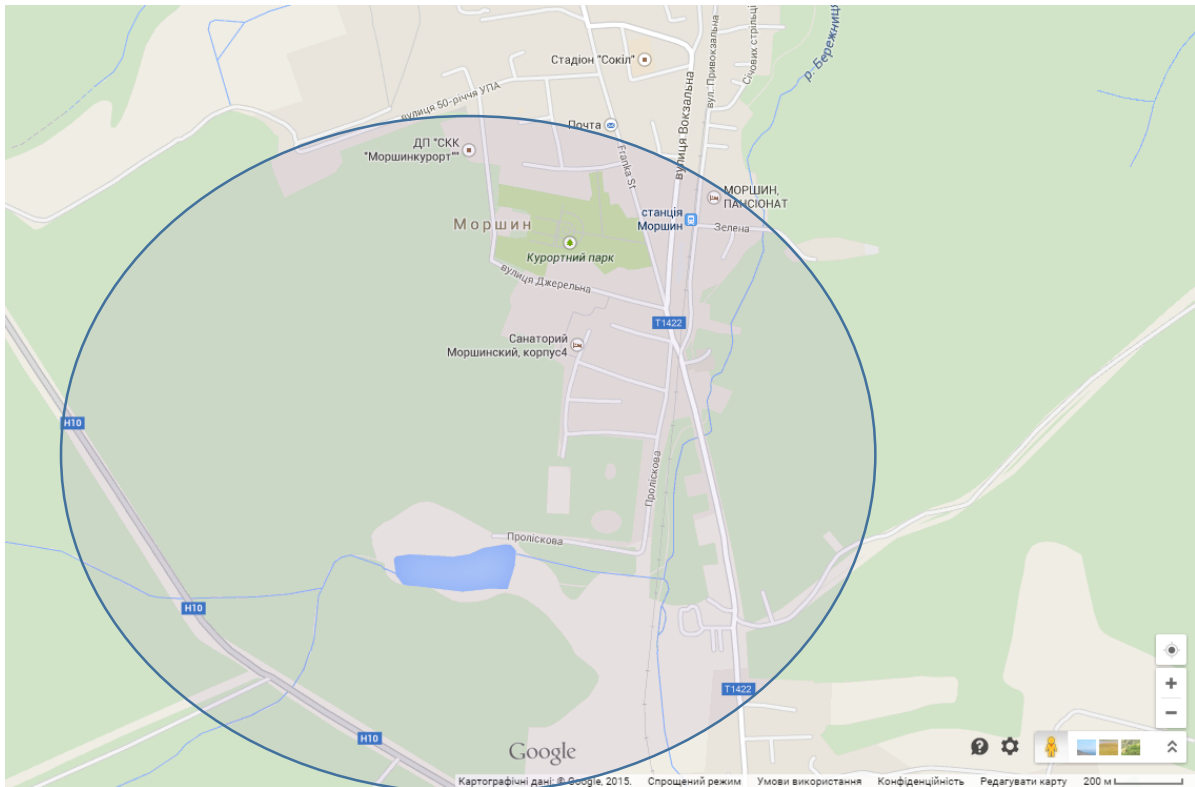 Стадіон "Сокіл"
вул. Привокзальна
Січових стрільц
р. Бережниця
вулиця Вокзальна
вулиця 50-річчя УПА
Почта
ДП "СКК
"Моршинкурорт""
Franka St
МОРШИН,
ПАНСІОНАТ
станція
Моршин
Зелена
Моршин
Курортний парк
вулиця Джерельна
T1422
Санаторий
Моршинский, корпус4
H10
Проліскова
Проліскова
H10
T1422
H10
Google
Картографічні дані: © Google, 2015. Спрощений режим Умови використання Конфіденційність Редагувати карту 200 м